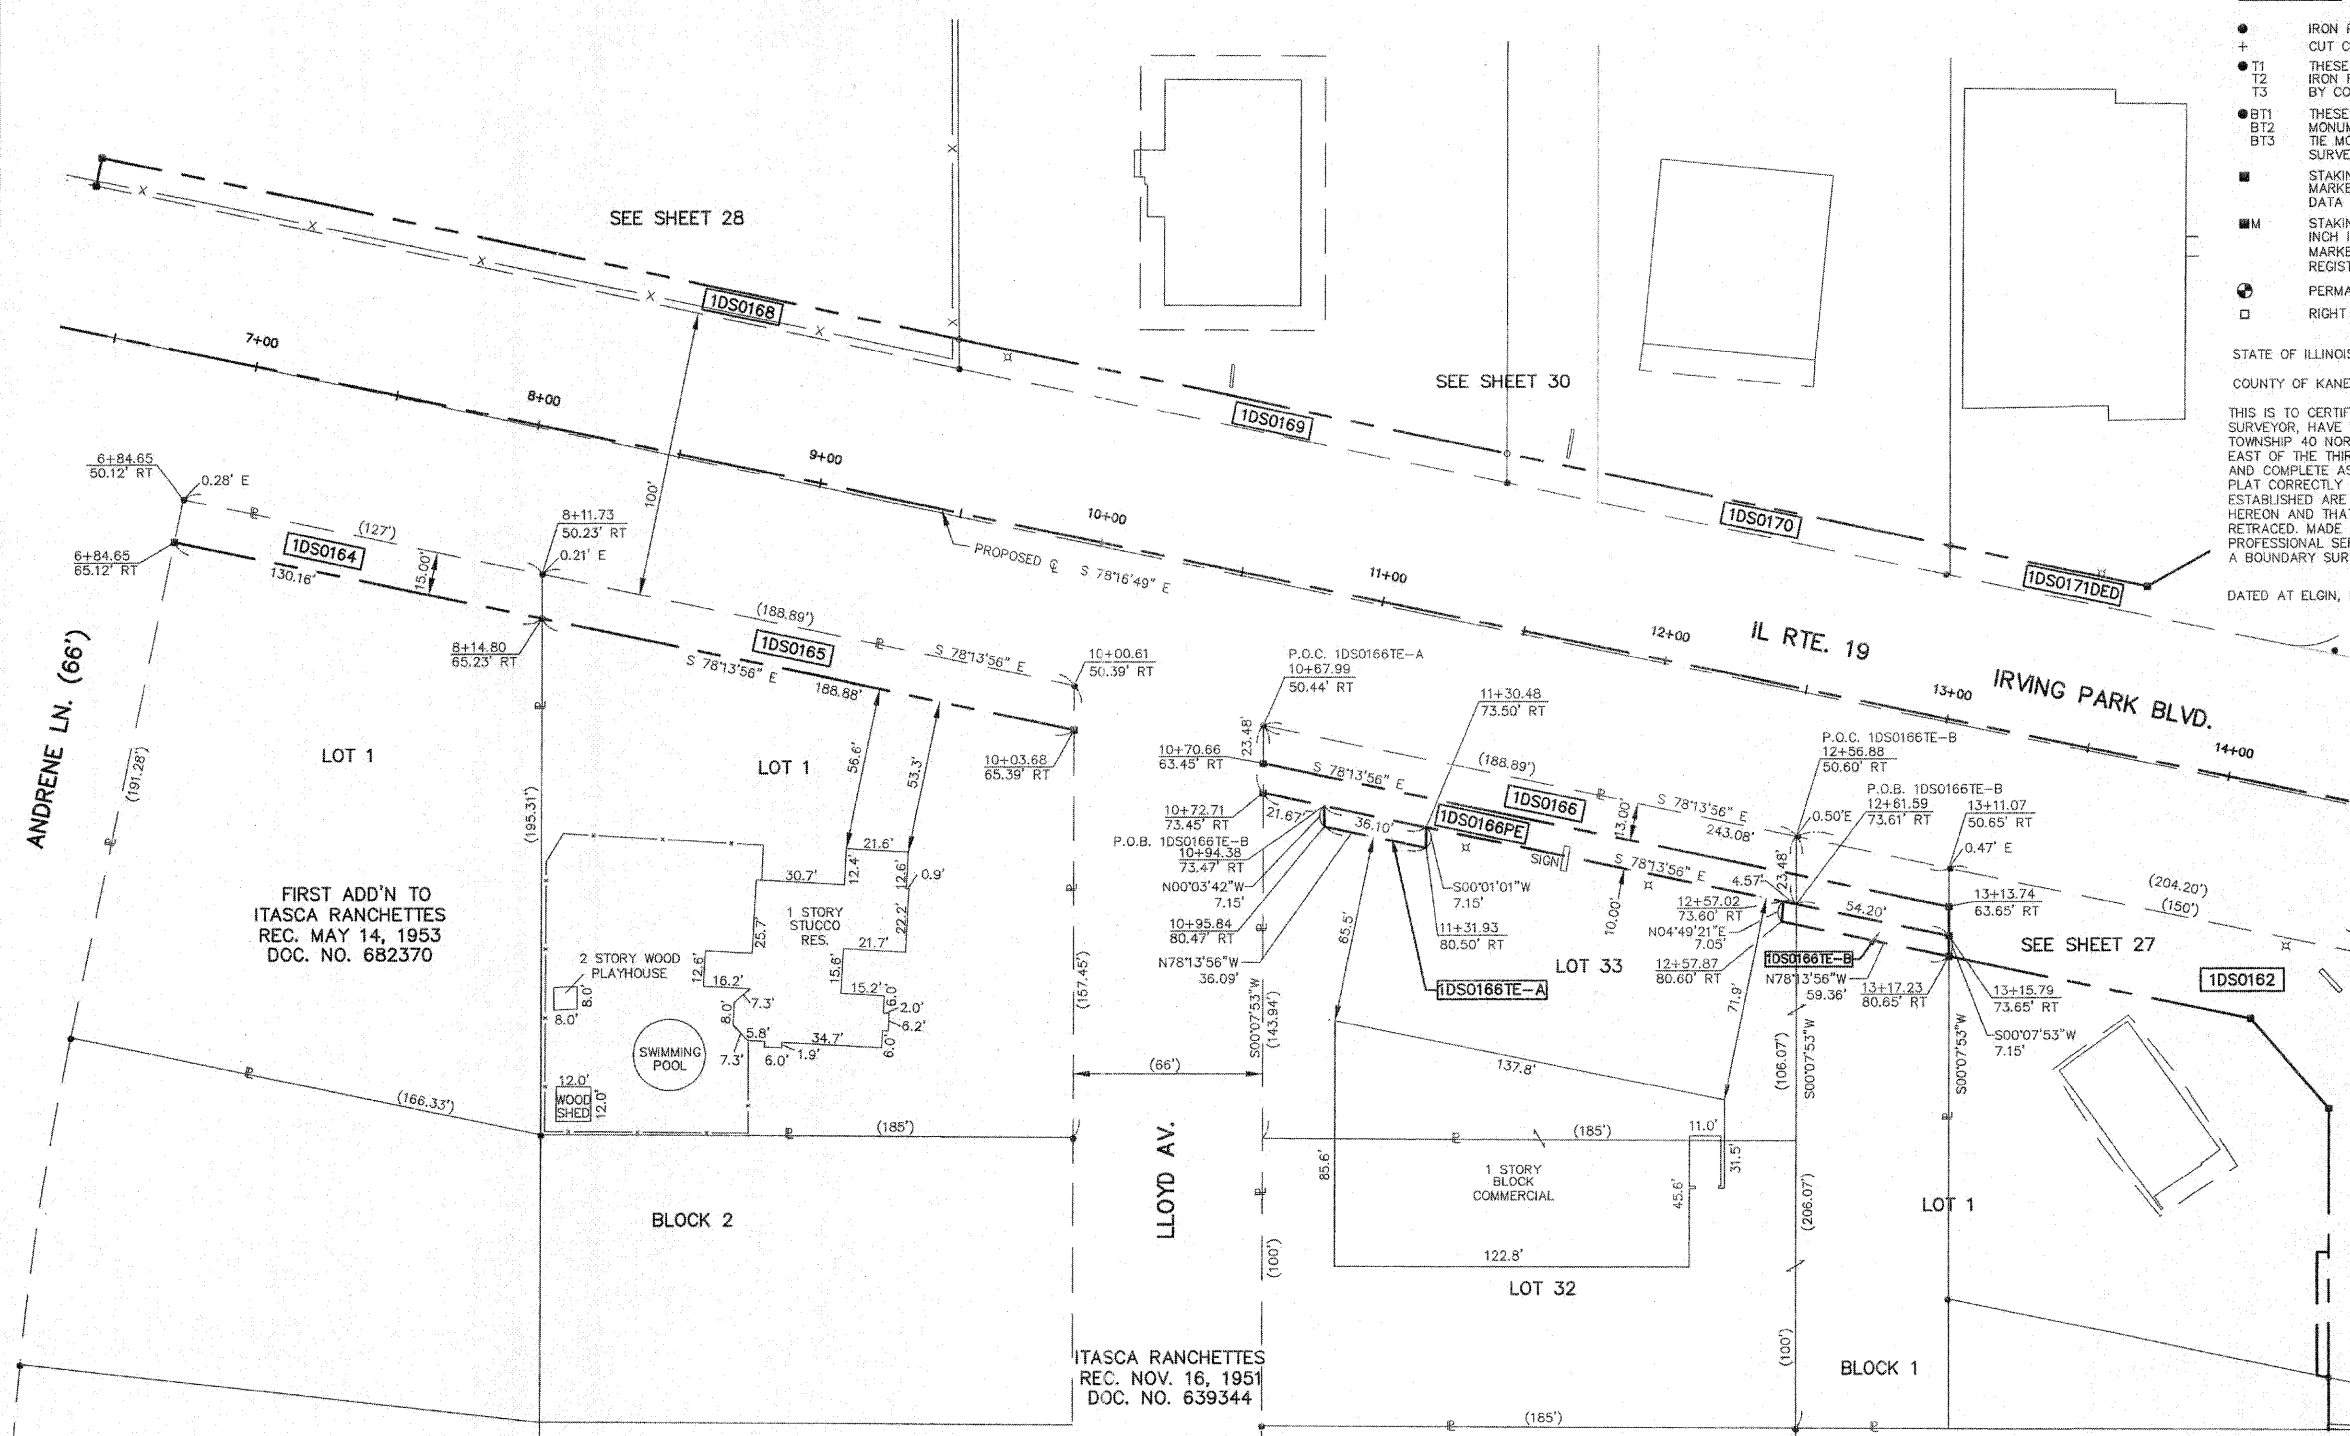 IRON
CUT
T1 THESE
T2 IRON
T3
BT1 THESE
BT2
BT3
DATA
M
INCH
RIGHT
STATE OF ILLINOIS
COUNTY OF KANE
THIS IS TO
SURVEYOR, HAVE
TOWNSHIP 40
EAST OF THE
AND COMPLETE
PLAT CORRECTLY
ESTABLISHED ARE
HEREON AND
RETRACED. MADE
PROFESSIONAL
A BOUNDARY
DATED AT ELGIN,
SEE SHEET 28
1DS0168
7+00
8+00
9+00
10+00
11+00
12+00
13+00
14+00
SEE SHEET 30
1DS0169
1DS0170
1DS0171DED
100'
PROPOSED ℄ S 78°16'49" E
IL RTE. 19
IRVING PARK BLVD.
6+84.65
50.12' RT
0.28' E
6+84.65
65.12' RT
(127')
1DS0164
130.16'
15.00'
8+11.73
50.23' RT
0.21' E
8+14.80
65.23' RT
(188.89')
1DS0165
S 78°13'56" E
S 78°13'56" E
188.88'
10+00.61
50.39' RT
10+03.68
65.39' RT
ANDRENE LN. (66')
(191.28')
LOT 1
(195.31')
LOT 1
56.6'
53.3'
FIRST ADD'N TO
ITASCA RANCHETTES
REC. MAY 14, 1953
DOC. NO. 682370
21.6'
12.4'
12.6'
0.9'
30.7'
1 STORY
STUCCO
RES.
25.7'
22.2'
21.7'
15.6'
12.6'
16.2'
15.2'
6.0'
2.0'
6.2'
6.0'
7.3'
8.0'
5.8'
34.7'
7.3'
6.0'
1.9'
2 STORY WOOD
PLAYHOUSE
8.0'
8.0'
SWIMMING
POOL
12.0'
WOOD
SHED
12.0'
(166.33')
(185')
BLOCK 2
(157.45')
(66')
LLOYD AV.
ITASCA RANCHETTES
REC. NOV. 16, 1951
DOC. NO. 639344
P.O.C. 1DS0166TE-A
10+67.99
50.44' RT
23.48'
10+70.66
63.45' RT
10+72.71
73.45' RT
P.O.B. 1DS0166TE-B
10+94.38
73.47' RT
N00°03'42"W
7.15'
10+95.84
80.47' RT
N78°13'56"W
36.09'
S00°07'53"W
(143.94')
11+30.48
73.50' RT
(188.89')
S 78°13'56" E
1DS0166
S 78°13'56" E
243.08'
13.00'
21.67'
36.10'
1DS0166PE
SIGN
S 78°13'56" E
S00°01'01"W
7.15'
11+31.93
80.50' RT
65.5'
1DS0166TE-A
10.00'
LOT 33
P.O.C. 1DS0166TE-B
12+56.88
50.60' RT
P.O.B. 1DS0166TE-B
12+61.59
73.61' RT
0.50'E
13+11.07
50.65' RT
0.47' E
23.48'
4.57'
12+57.02
73.60' RT
N04°49'21"E
7.05'
12+57.87
80.60' RT
54.20'
1DS0166TE-B
N78°13'56"W
59.36'
13+13.74
63.65' RT
13+17.23
80.65' RT
13+15.79
73.65' RT
S00°07'53"W
7.15'
(204.20')
(150')
SEE SHEET 27
1DS0162
71.9'
137.8'
(106.07')
S00°07'53"W
S00°07'53"W
(185')
11.0'
31.5'
85.6'
1 STORY
BLOCK
COMMERCIAL
45.6'
122.8'
(206.07')
LOT 1
LOT 32
(100')
(100')
BLOCK 1
(185')